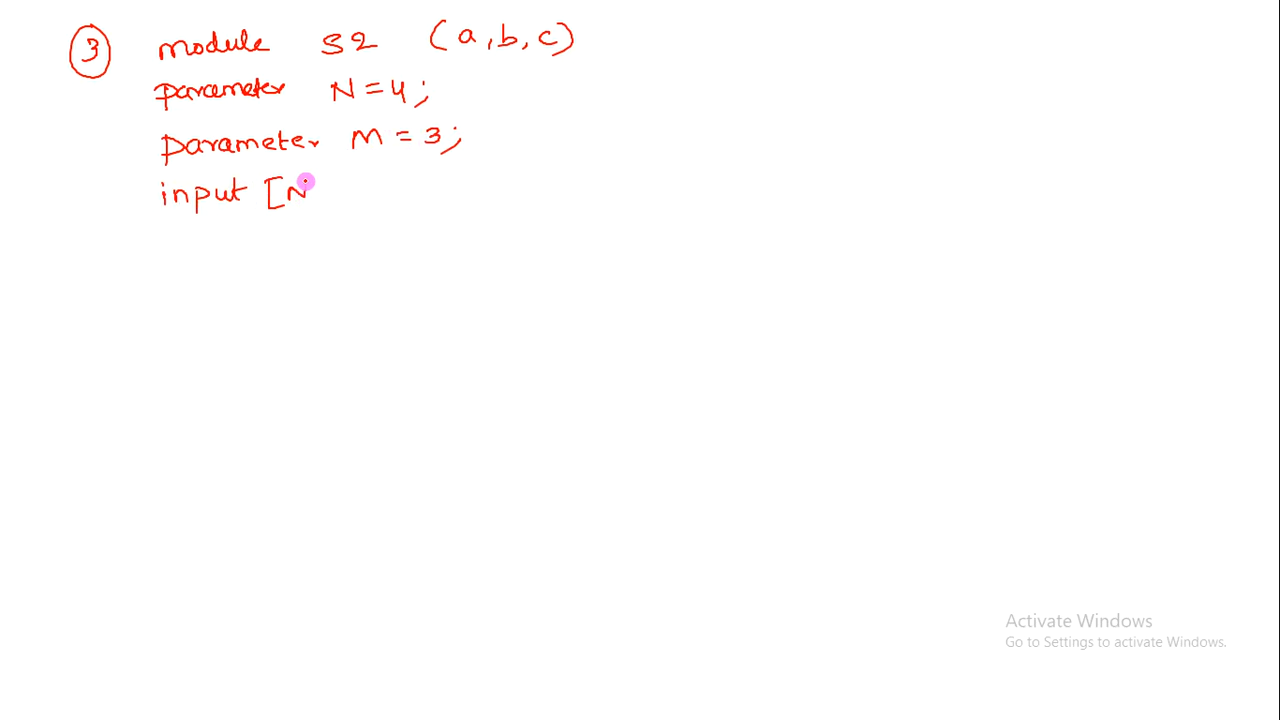 3 module S2 (a,b,c)
parameter N=4;
parameter M=3;
input [N
Activate Windows
Go to Settings to activate Windows.